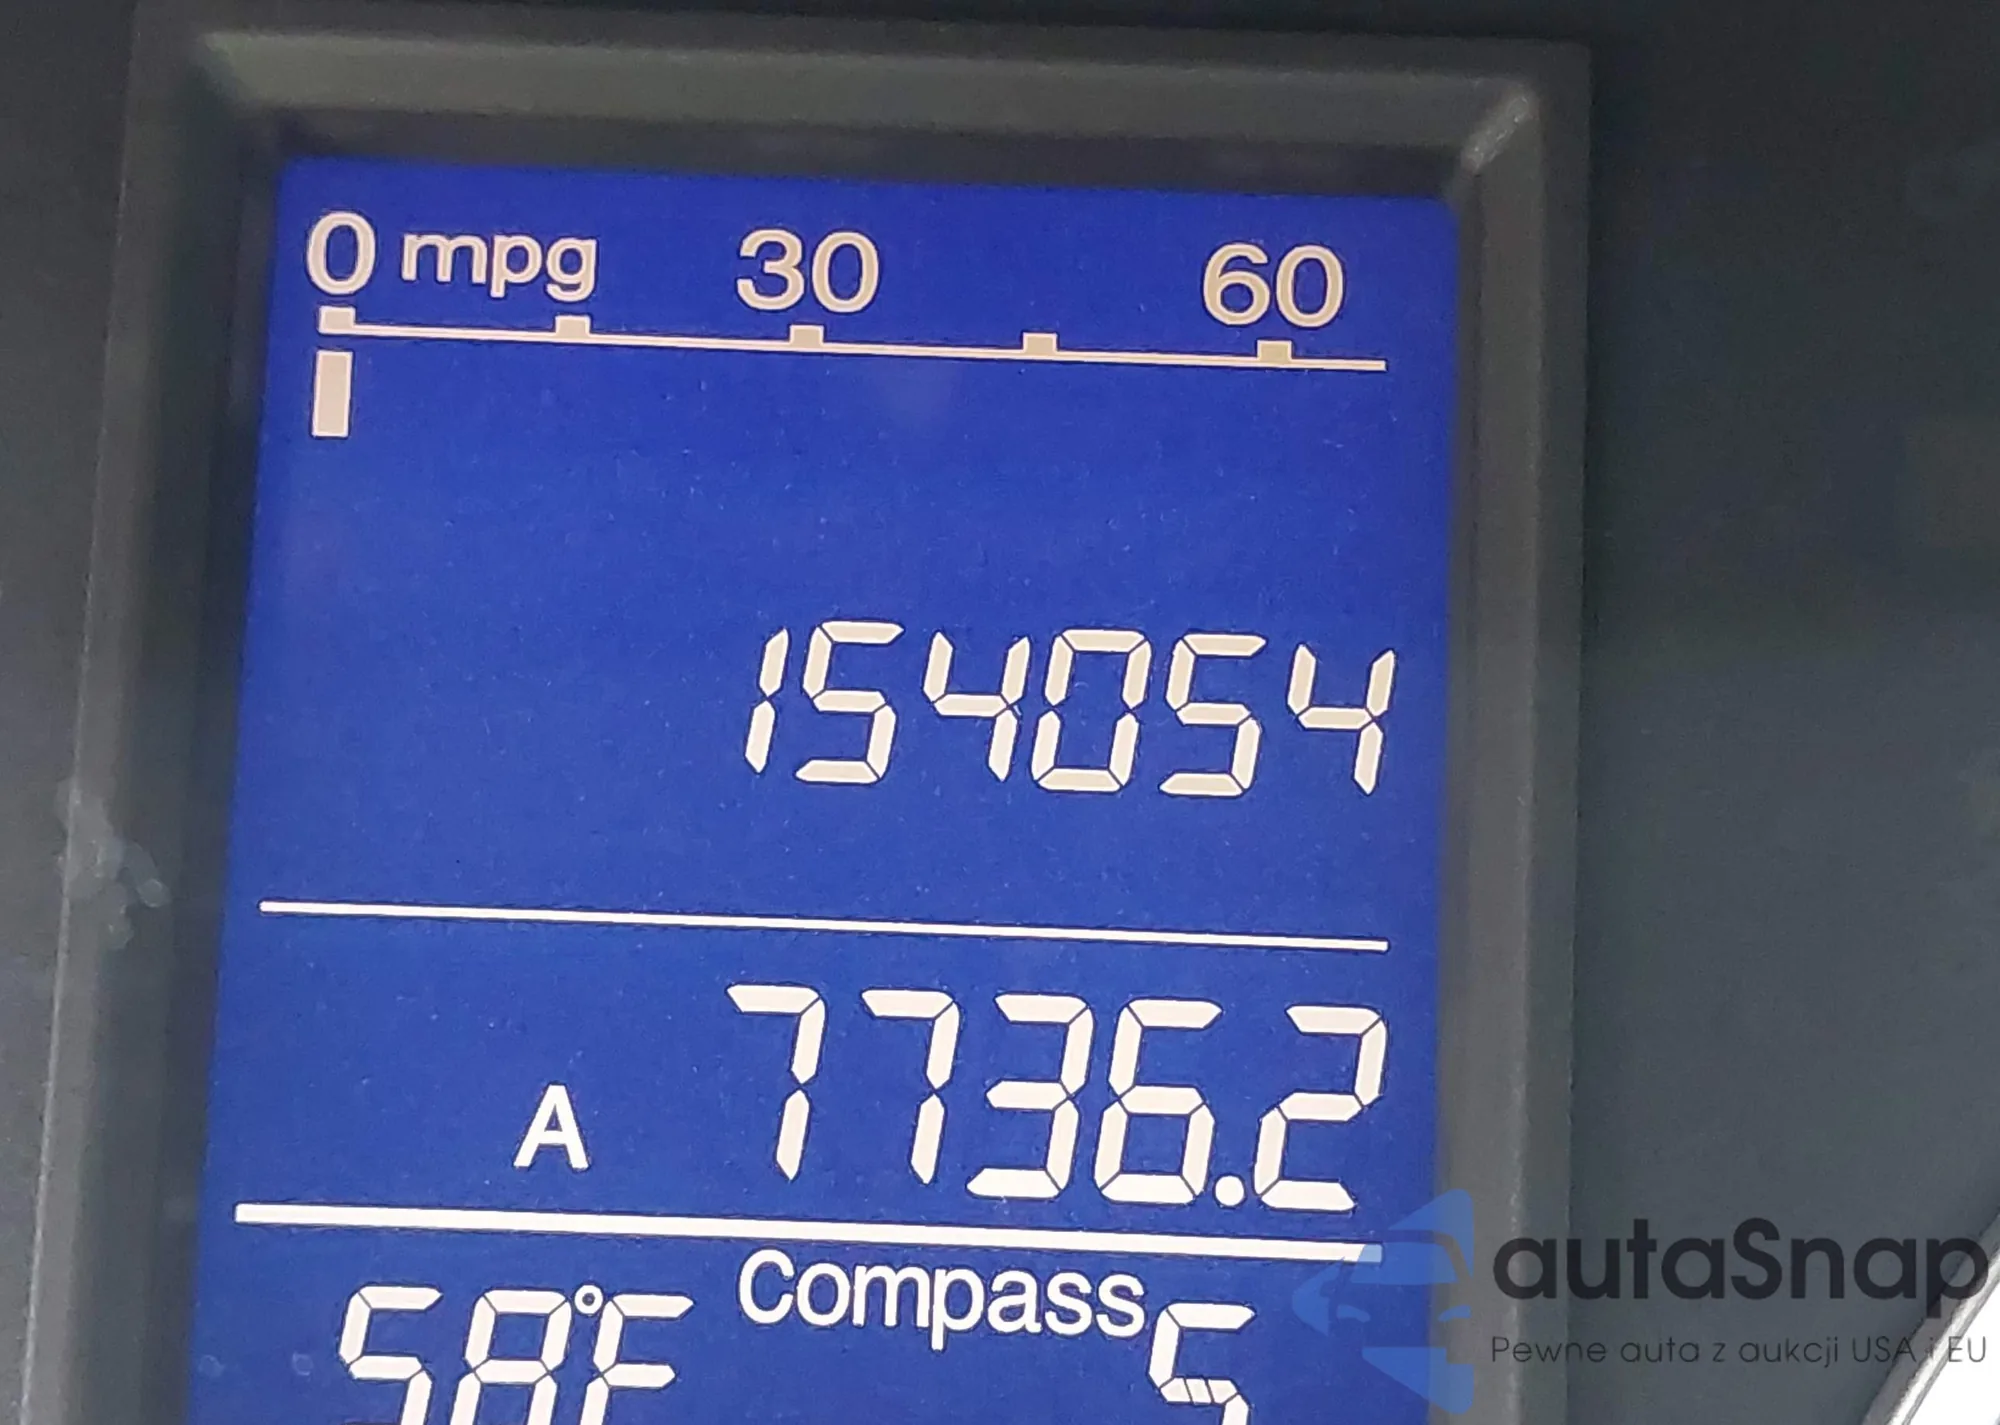 0 mpg 30 60
154054
A 7736.2
58°F Compass S
autaSnap
Pewne auta z aukcji USA i EU